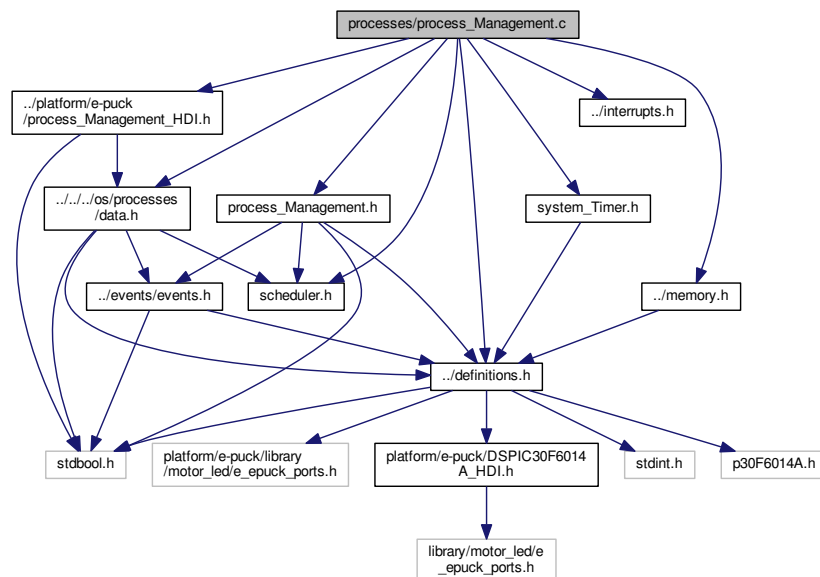 processes/process_Management.c
../platform/e-puck
/process_Management_HDI.h
../interrupts.h
../../../os/processes
/data.h
process_Management.h
system_Timer.h
../events/events.h
scheduler.h
../memory.h
../definitions.h
stdbool.h
platform/e-puck/library
/motor_led/e_epuck_ports.h
platform/e-puck/DSPIC30F6014
A_HDI.h
stdint.h
p30F6014A.h
library/motor_led/e
_epuck_ports.h